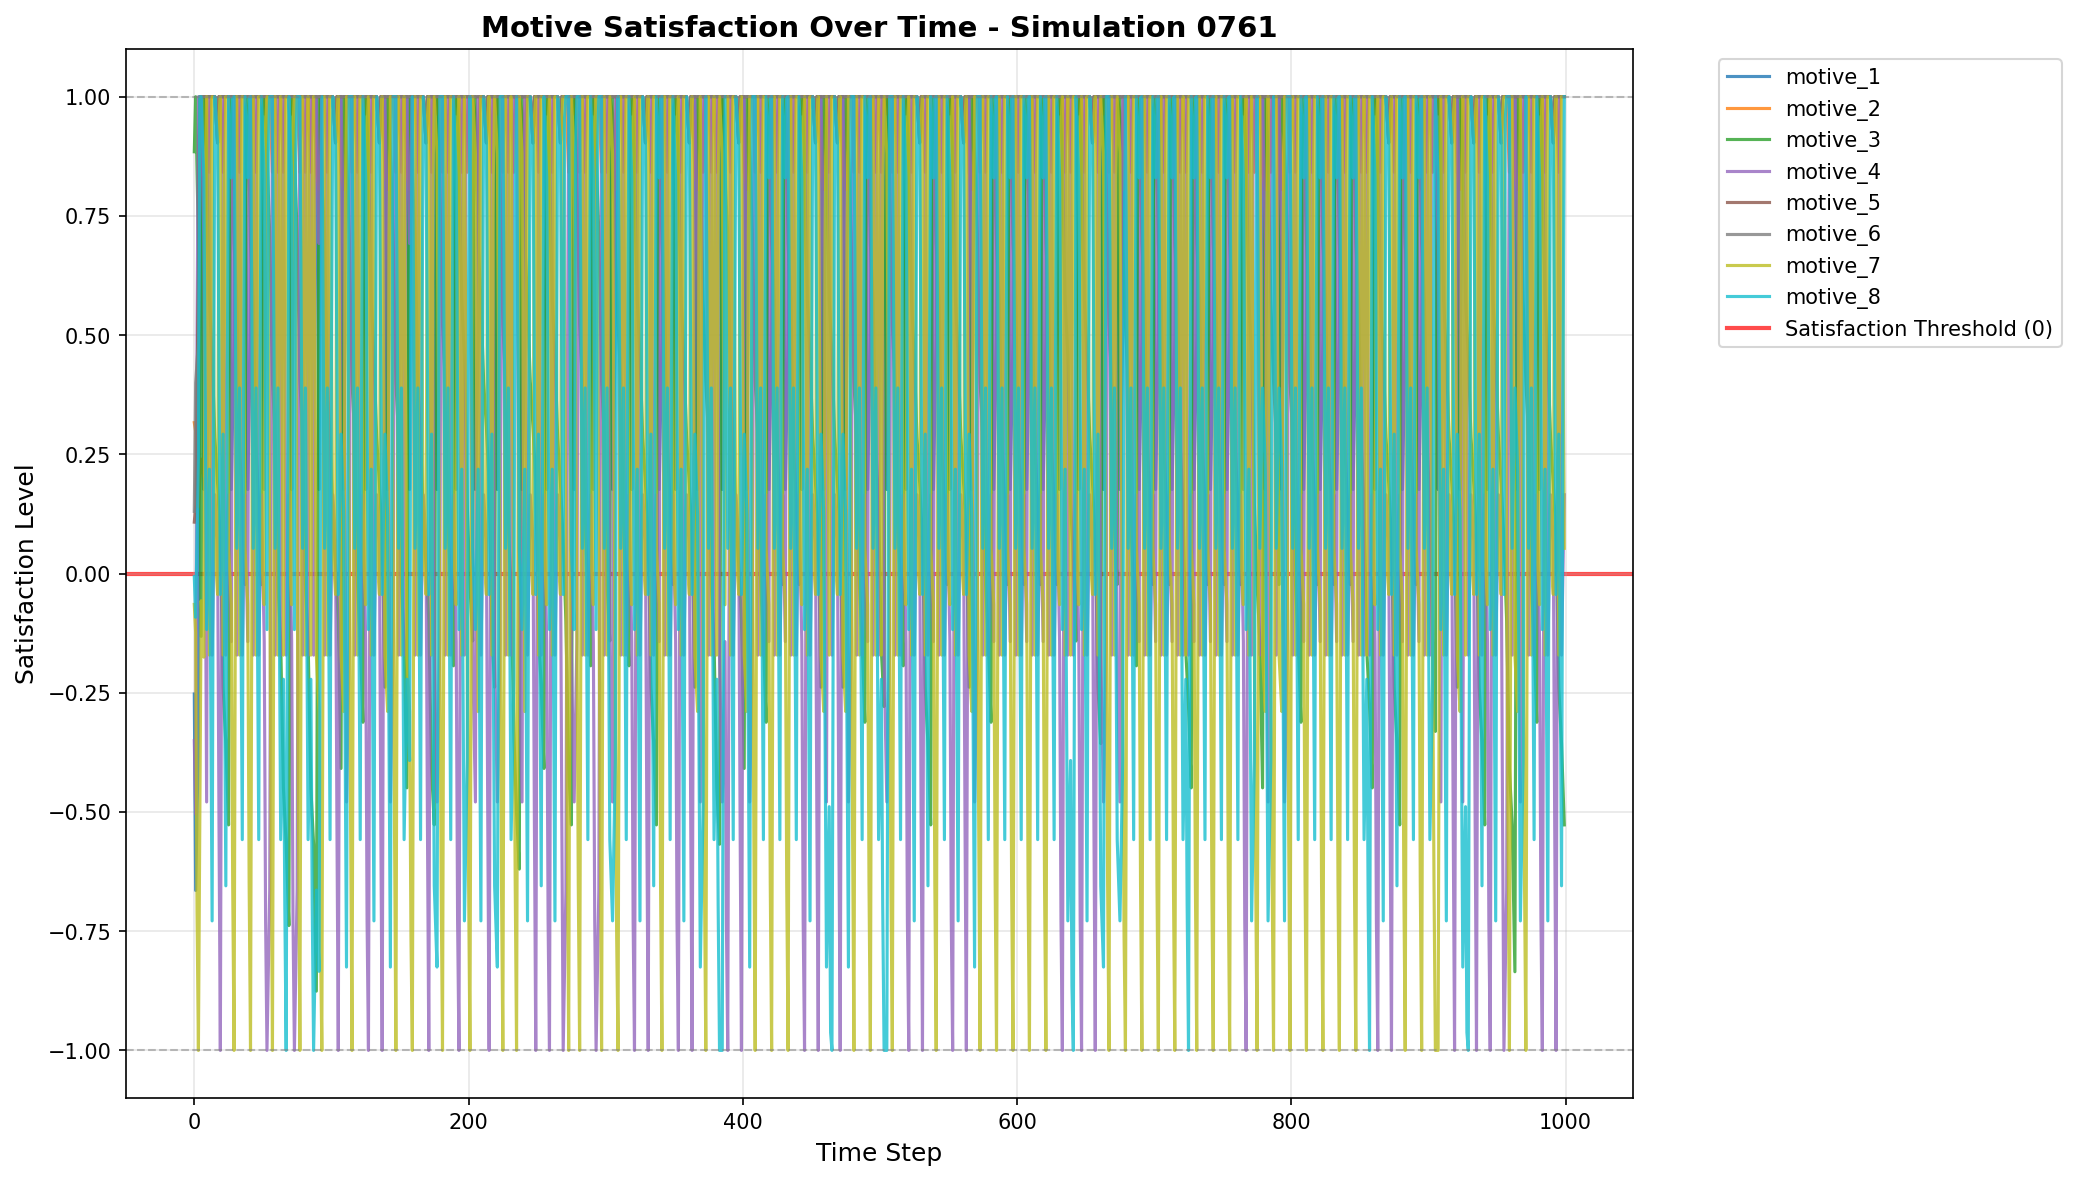 Motive Satisfaction Over Time - Simulation 0761
Satisfaction Level
1.00
0.75
0.50
0.25
0.00
−0.25
−0.50
−0.75
−1.00
0
200
400
600
800
1000
Time Step
motive_1
motive_2
motive_3
motive_4
motive_5
motive_6
motive_7
motive_8
Satisfaction Threshold (0)